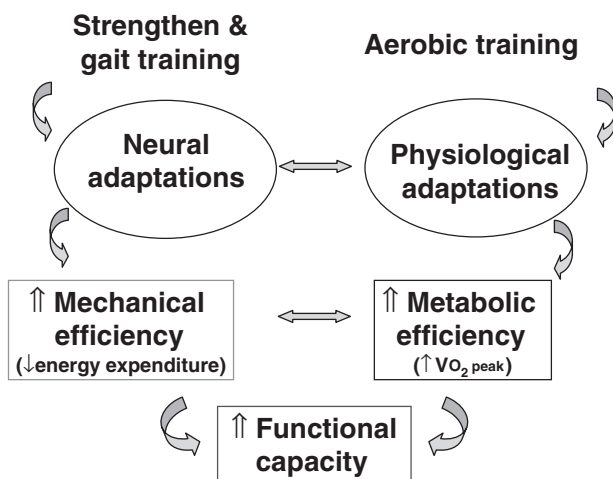 Strengthen &
gait training
Aerobic training
Neural
adaptations
Physiological
adaptations
⇑ Mechanical
efficiency
(↓energy expenditure)
⇑ Metabolic
efficiency
(↑VO₂ peak)
⇑ Functional
capacity